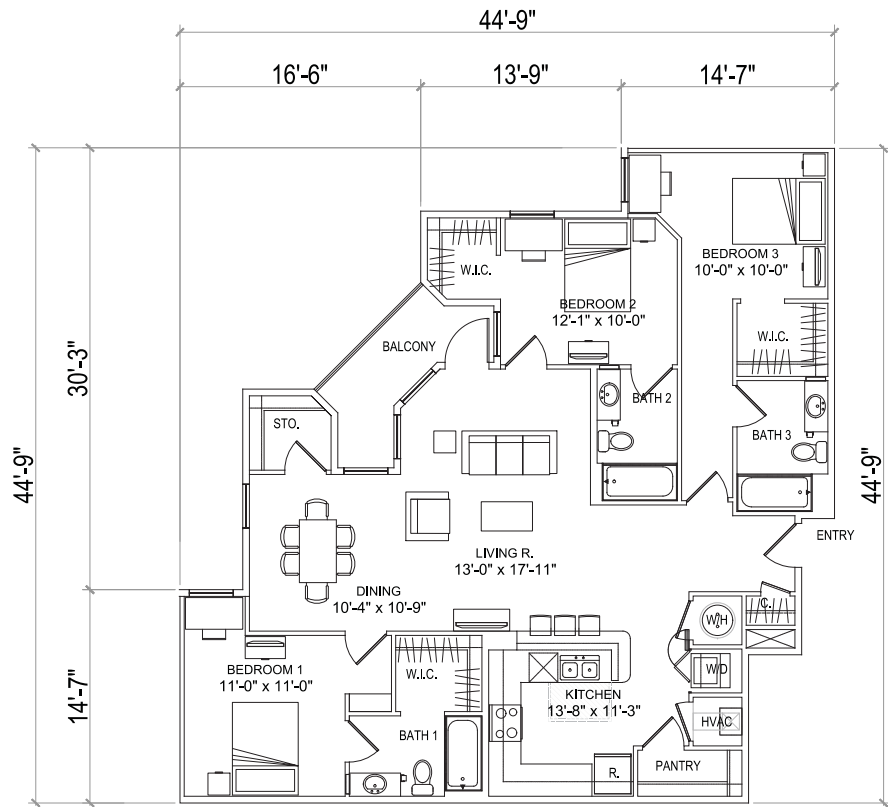 44'-9"
16'-6"
13'-9"
14'-7"
BEDROOM 3
10'-0" x 10'-0"
W.I.C.
BEDROOM 2
12'-1" x 10'-0"
W.I.C.
BALCONY
30'-3"
BATH 2
STO.
BATH 3
44'-9"
44'-9"
ENTRY
LIVING R.
13'-0" x 17'-11"
DINING
10'-4" x 10'-9"
C.
W/H
BEDROOM 1
11'-0" x 11'-0"
W.I.C.
W/D
KITCHEN
13'-8" x 11'-3"
14'-7"
HVAC
BATH 1
PANTRY
R.